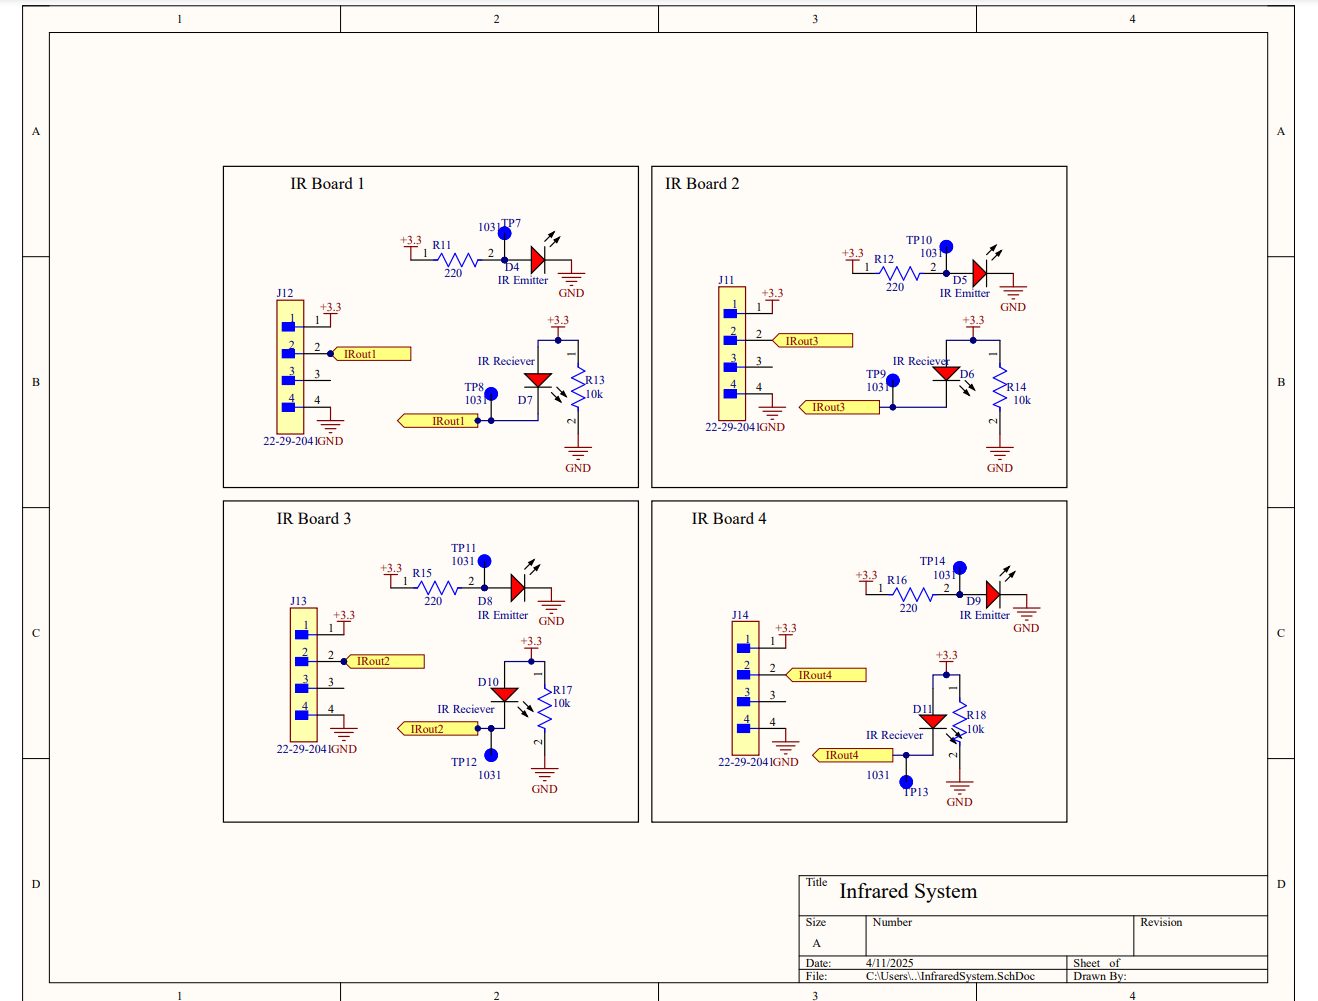 1 2 3 4
A A
IR Board 1
TP7
1031
+3.3 R11
1 2
220
D4
IR Emitter
GND
J12
1 1 +3.3
2 2 IRout1
3 3
4 4
22-29-2041 GND
+3.3
IR Reciever
1
R13
10k
2
D7
TP8
1031
IRout1
GND
IR Board 2
TP10
1031
+3.3 R12
1 2
220
D5
IR Emitter
GND
J11
1 1 +3.3
2 2 IRout3
3 3
4 4
22-29-2041 GND
+3.3
IR Reciever
1
D6
R14
10k
2
TP9
1031
IRout3
GND
B B
IR Board 3
TP11
1031
+3.3 R15
1 2
220
D8
IR Emitter
GND
J13
1 1 +3.3
2 2 IRout2
3 3
4 4
22-29-2041 GND
+3.3
D10
1
R17
10k
2
IR Reciever
IRout2
TP12
1031
GND
IR Board 4
TP14
1031
+3.3 R16
1 2
220
D9
IR Emitter
GND
J14
1 1 +3.3
2 2 IRout4
3 3
4 4
22-29-2041 GND
+3.3
1
D11
R18
10k
2
IR Reciever
IRout4
1031
TP13
GND
C C
D D
Title Infrared System
Size Number Revision
A
Date: 4/11/2025 Sheet of
File: C:\Users\..\InfraredSystem.SchDoc Drawn By:
1 2 3 4